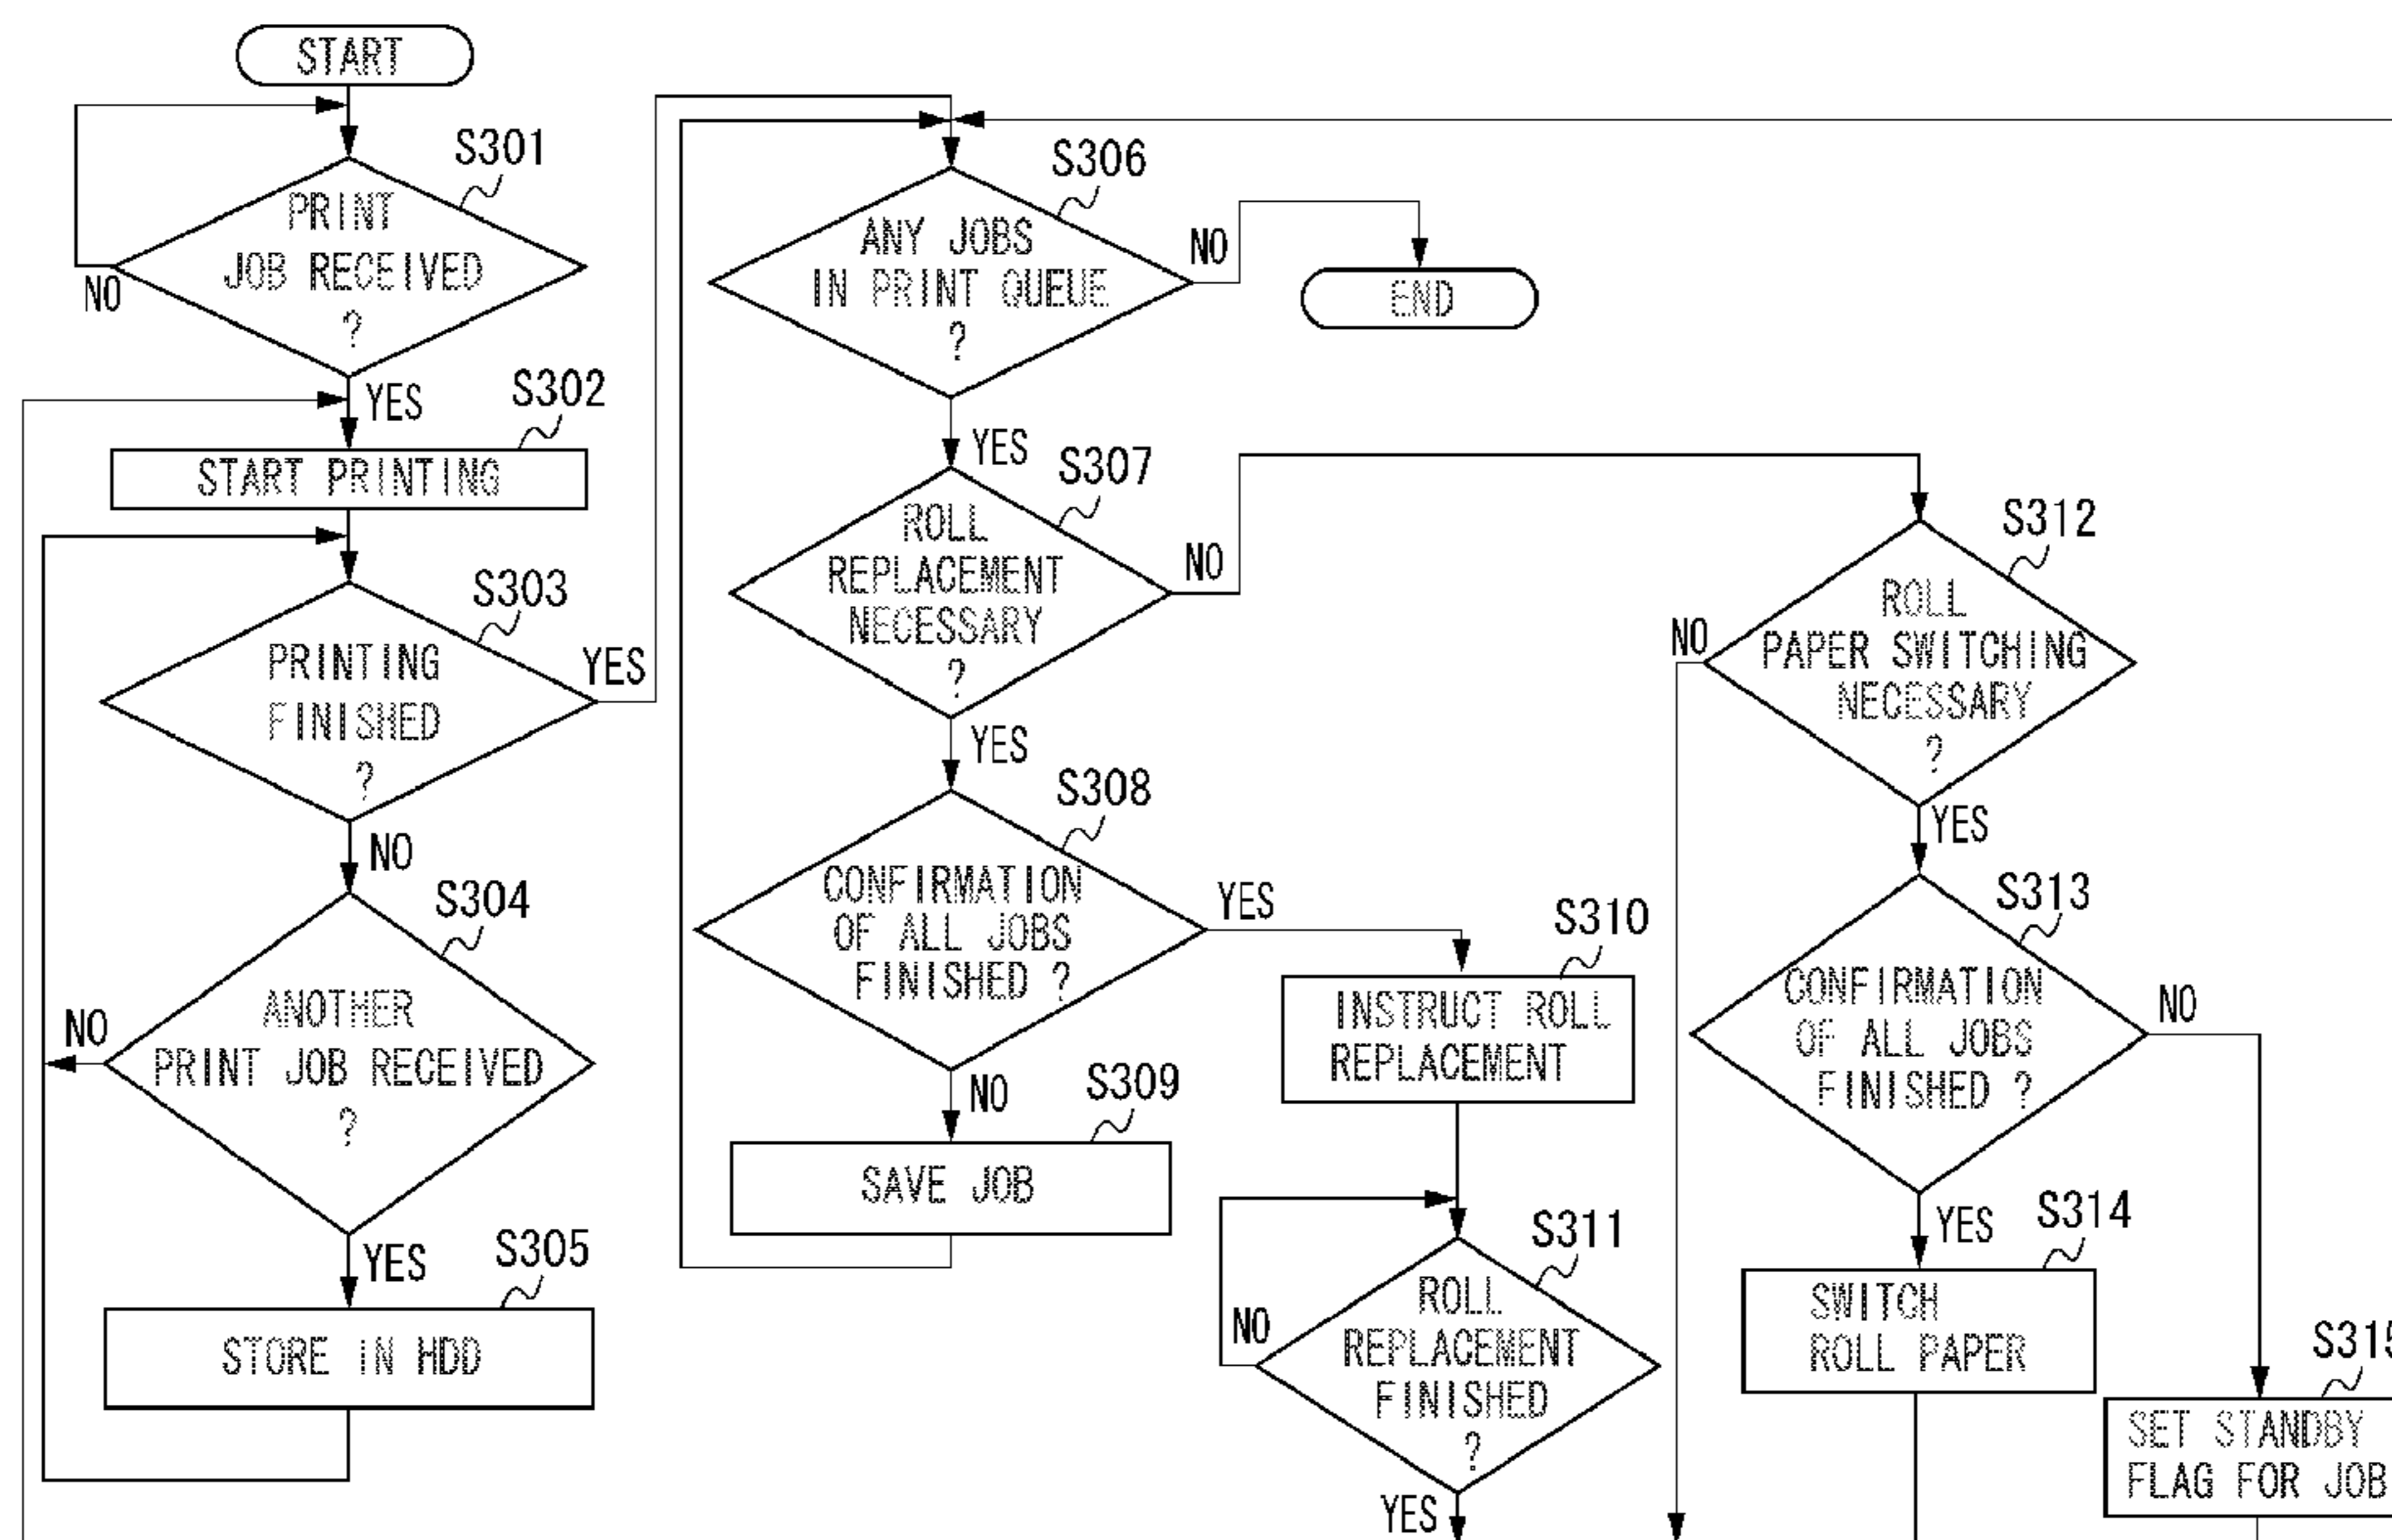 START
S301
PRINT
JOB RECEIVED
?
NO
YES
S302
START PRINTING
S303
PRINTING
FINISHED
?
YES
NO
S304
ANOTHER
PRINT JOB RECEIVED
?
NO
YES
S305
STORE IN HDD
S306
ANY JOBS
IN PRINT QUEUE
?
NO
END
YES
S307
ROLL
REPLACEMENT
NECESSARY
?
NO
YES
S308
CONFIRMATION
OF ALL JOBS
FINISHED ?
YES
NO
S309
SAVE JOB
S310
INSTRUCT ROLL
REPLACEMENT
S311
ROLL
REPLACEMENT
FINISHED
?
NO
YES
S312
ROLL
PAPER SWITCHING
NECESSARY
?
NO
YES
S313
CONFIRMATION
OF ALL JOBS
FINISHED ?
NO
YES
S314
SWITCH
ROLL PAPER
S315
SET STANDBY
FLAG FOR JOB